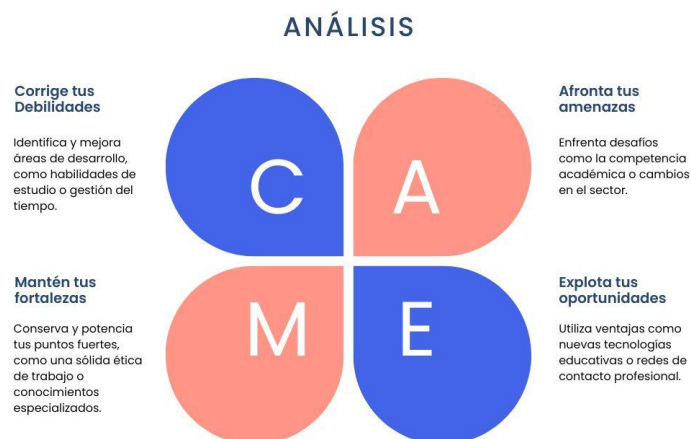 ANÁLISIS
Corrige tus
Debilidades
Identifica y mejora
áreas de desarrollo,
como habilidades de
estudio o gestión del
tiempo.
C
A
Afronta tus
amenazas
Enfrenta desafíos
como la competencia
académica o cambios
en el sector.
Mantén tus
fortalezas
Conserva y potencia
tus puntos fuertes,
como una sólida ética
de trabajo o
conocimientos
especializados.
M
E
Explota tus
oportunidades
Utiliza ventajas como
nuevas tecnologías
educativas o redes de
contacto profesional.